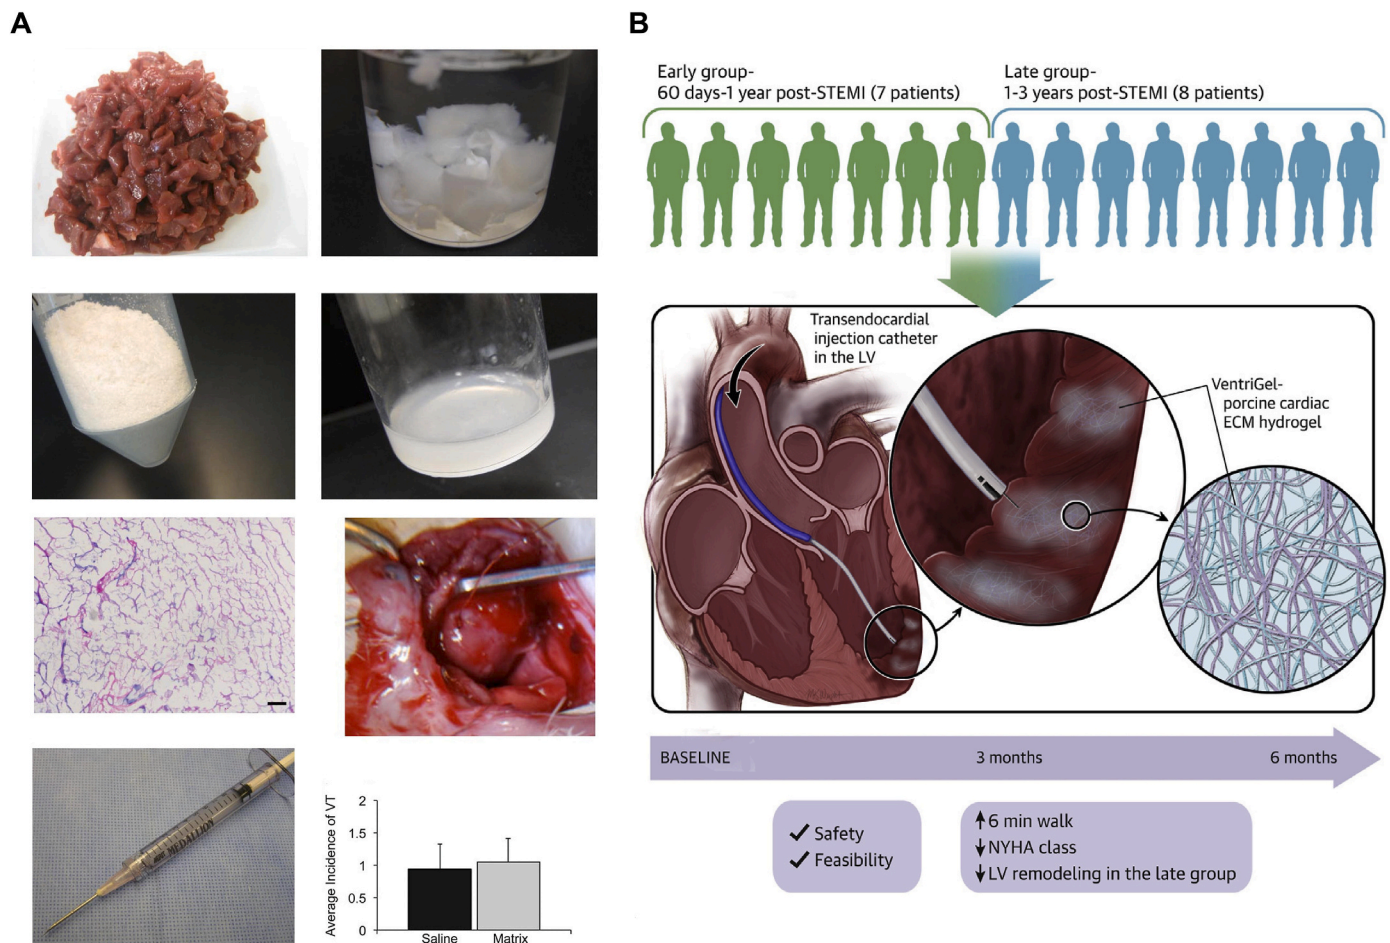 A
B
Early group-
60 days-1 year post-STEMI (7 patients)
Late group-
1-3 years post-STEMI (8 patients)
Transendocardial
injection catheter
in the LV
VentriGel-
porcine cardiac
ECM hydrogel
BASELINE
3 months
6 months
Safety
Feasibility
6 min walk
NYHA class
LV remodeling in the late group
MEDALLION
Average Incidence of VT
2
1.5
1
0.5
0
Saline
Matrix